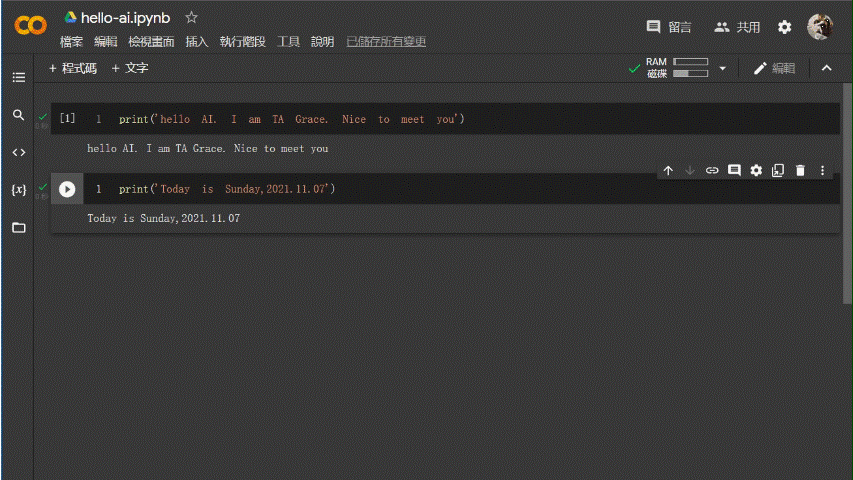 hello-ai.ipynb
留言
共用
檔案 編輯 檢視畫面 插入 執行階段 工具 說明 已儲存所有變更
+ 程式碼 + 文字
RAM
磁碟
編輯
[1] 1 print('hello AI. I am TA Grace. Nice to meet you')
0 秒
hello AI. I am TA Grace. Nice to meet you
{x}
1 print('Today is Sunday,2021.11.07')
0 秒
Today is Sunday,2021.11.07